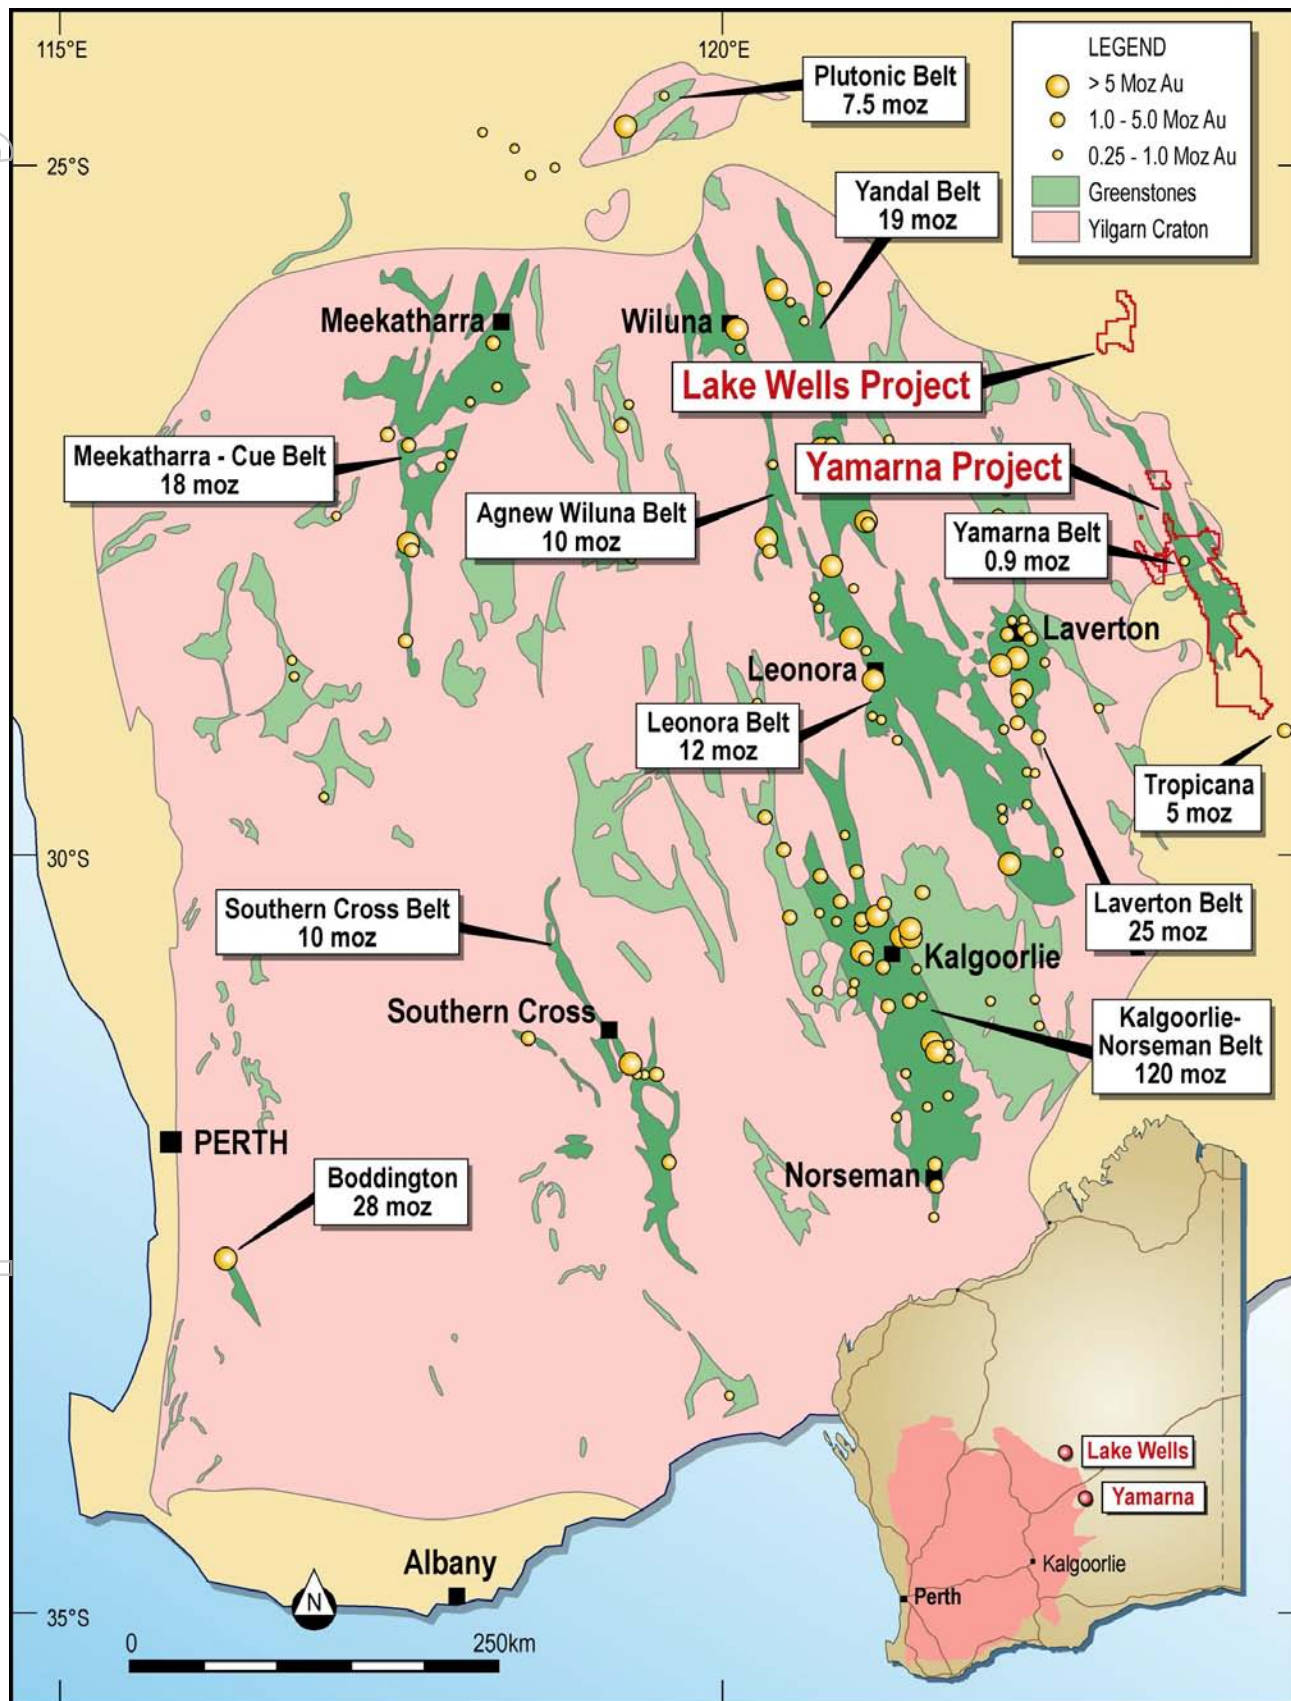 115°E
120°E
LEGEND
> 5 Moz Au
1.0 - 5.0 Moz Au
0.25 - 1.0 Moz Au
Greenstones
Yilgarn Craton
Plutonic Belt
7.5 moz
25°S
Yandal Belt
19 moz
Meekatharra
Wiluna
Lake Wells Project
Meekatharra - Cue Belt
18 moz
Yamarna Project
Agnew Wiluna Belt
10 moz
Yamarna Belt
0.9 moz
Laverton
Leonora
Leonora Belt
12 moz
Tropicana
5 moz
30°S
Southern Cross Belt
10 moz
Laverton Belt
25 moz
Kalgoorlie
Southern Cross
Kalgoorlie-
Norseman Belt
120 moz
PERTH
Norseman
Boddington
28 moz
Lake Wells
Yamarna
Kalgoorlie
Perth
Albany
N
35°S
0
250km